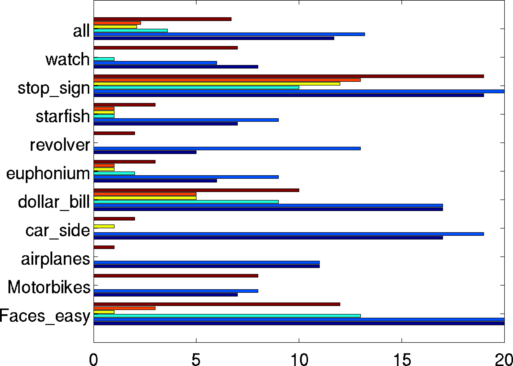 all
watch
stop_sign
starfish
revolver
euphonium
dollar_bill
car_side
airplanes
Motorbikes
Faces_easy
0 5 10 15 20